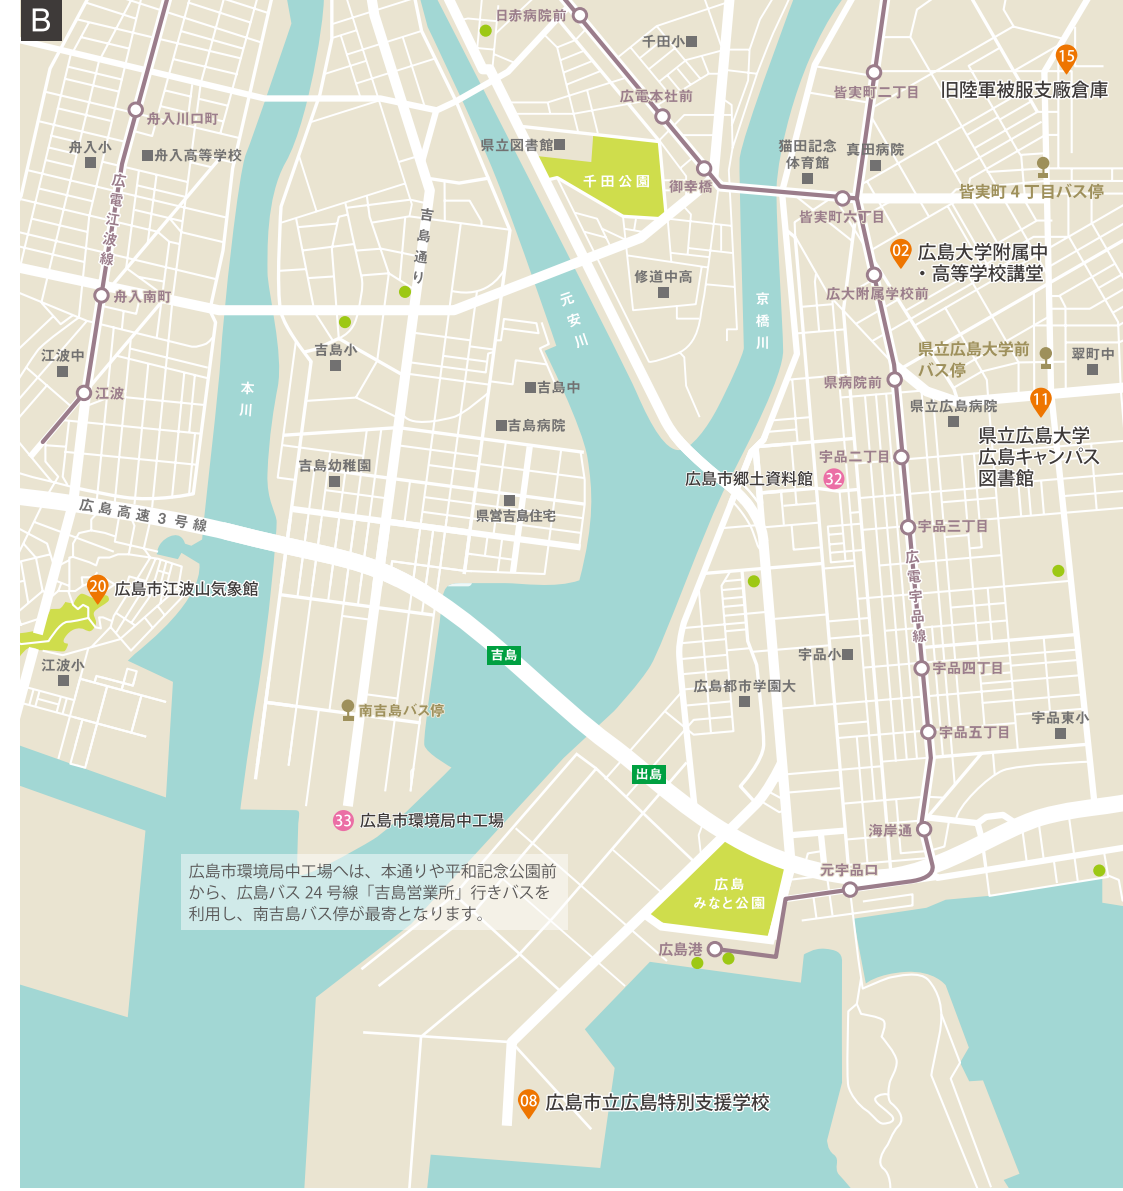 B
日赤病院前
千田小
15
旧陸軍被服支廠倉庫
皆実町二丁目
広電本社前
舟入川口町
舟入小
舟入高等学校
県立図書館
猫田記念
体育館
真田病院
千田公園
御幸橋
皆実町4丁目バス停
皆実町六丁目
広電江波線
吉島通り
02
広島大学附属中
・高等学校講堂
修道中高
広大附属学校前
舟入南町
元安川
京橋川
江波中
吉島小
県立広島大学前
バス停
翠町中
江波
本川
吉島中
県病院前
県立広島病院
11
吉島病院
県立広島大学
広島キャンパス
図書館
吉島幼稚園
宇品二丁目
広島市郷土資料館
32
県営吉島住宅
広島高速3号線
宇品三丁目
広電宇品線
20
広島市江波山気象館
江波小
吉島
宇品小
宇品四丁目
広島都市学園大
南吉島バス停
宇品東小
宇品五丁目
出島
33
広島市環境局中工場
海岸通
広島市環境局中工場へは、本通りや平和記念公園前
から、広島バス24号線「吉島営業所」行きバスを
利用し、南吉島バス停が最寄となります。
元宇品口
広島
みなと公園
広島港
08
広島市立広島特別支援学校